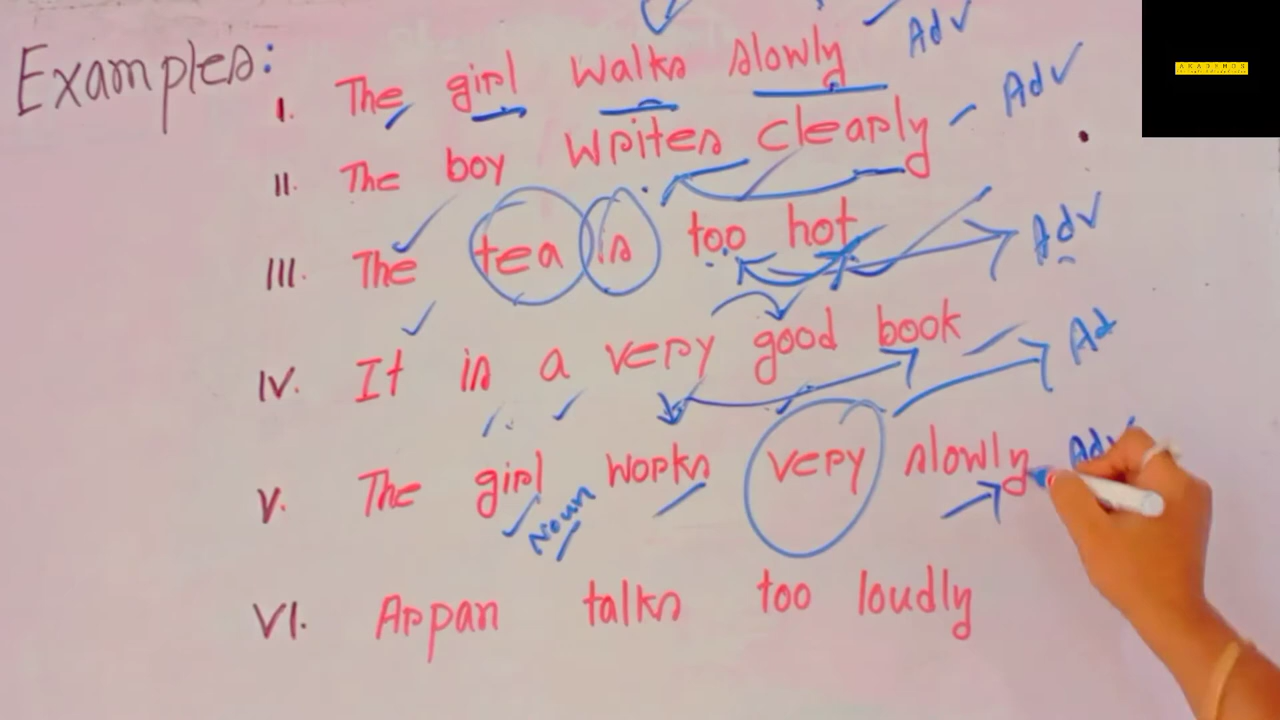 Examples:
I. The girl walks slowly Adv
II. The boy writes clearly - Adv
III. The tea is too hot Adv
IV. It is a very good book Ad
V. The girl works very slowly Adv
Noun
VI. Arpan talks too loudly
AKADEMOS